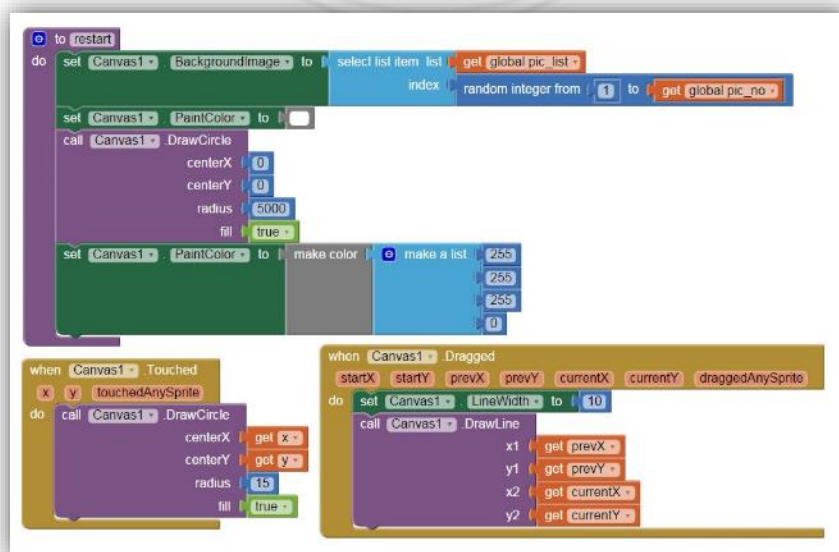 to restart
do set Canvas1 . BackgroundImage to select list item list get global pic_list
index random integer from 1 to get global pic_no
set Canvas1 . PaintColor to
call Canvas1 .DrawCircle
centerX 0
centerY 0
radius 5000
fill true
set Canvas1 . PaintColor to make color make a list 255
255
255
0
when Canvas1 .Touched
x y touchedAnySprite
do call Canvas1 .DrawCircle
centerX get x
centerY get y
radius 15
fill true
when Canvas1 .Dragged
startX startY prevX prevY currentX currentY draggedAnySprite
do set Canvas1 . LineWidth to 10
call Canvas1 .DrawLine
x1 get prevX
y1 get prevY
x2 get currentX
y2 get currentY